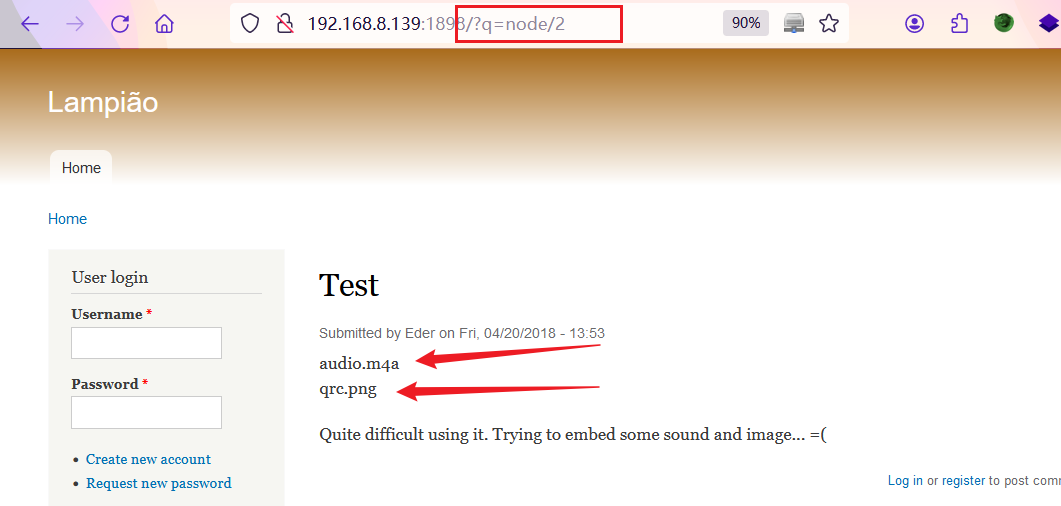 192.168.8.139:1898/?q=node/2
90%
Lampião
Home
Home
User login
Username *
Password *
Create new account
Request new password
Test
Submitted by Eder on Fri, 04/20/2018 - 13:53
audio.m4a
qrc.png
Quite difficult using it. Trying to embed some sound and image... =(
Log in or register to post com